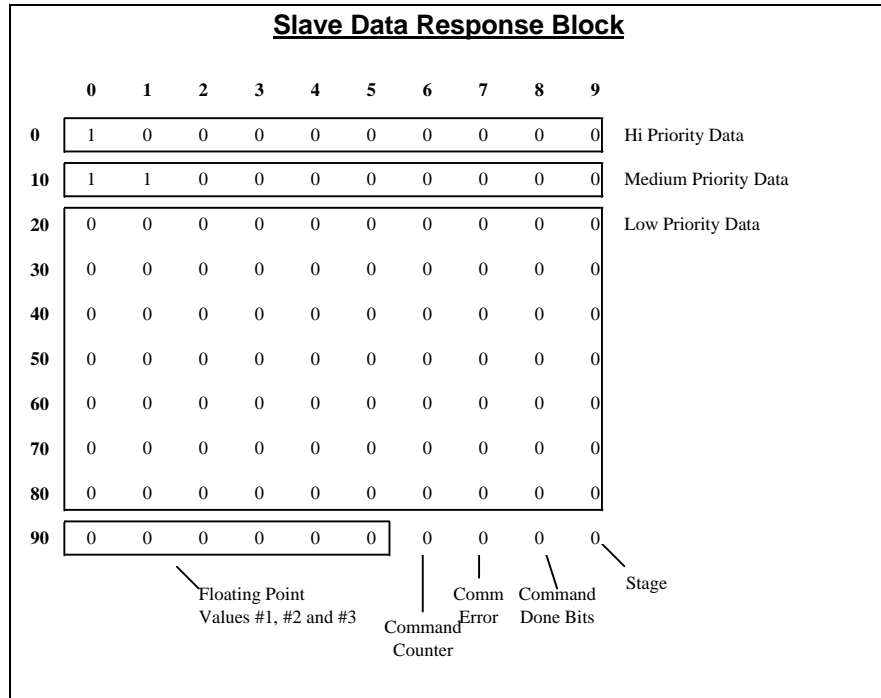 Slave Data Response Block
0 1 2 3 4 5 6 7 8 9
0 1 0 0 0 0 0 0 0 0 0 Hi Priority Data
10 1 1 0 0 0 0 0 0 0 0 Medium Priority Data
20 0 0 0 0 0 0 0 0 0 0 Low Priority Data
30 0 0 0 0 0 0 0 0 0 0
40 0 0 0 0 0 0 0 0 0 0
50 0 0 0 0 0 0 0 0 0 0
60 0 0 0 0 0 0 0 0 0 0
70 0 0 0 0 0 0 0 0 0 0
80 0 0 0 0 0 0 0 0 0 0
90 0 0 0 0 0 0 0 0 0 0
Floating Point
Values #1, #2 and #3
Command
Counter
Comm
Error
Command
Done Bits
Stage